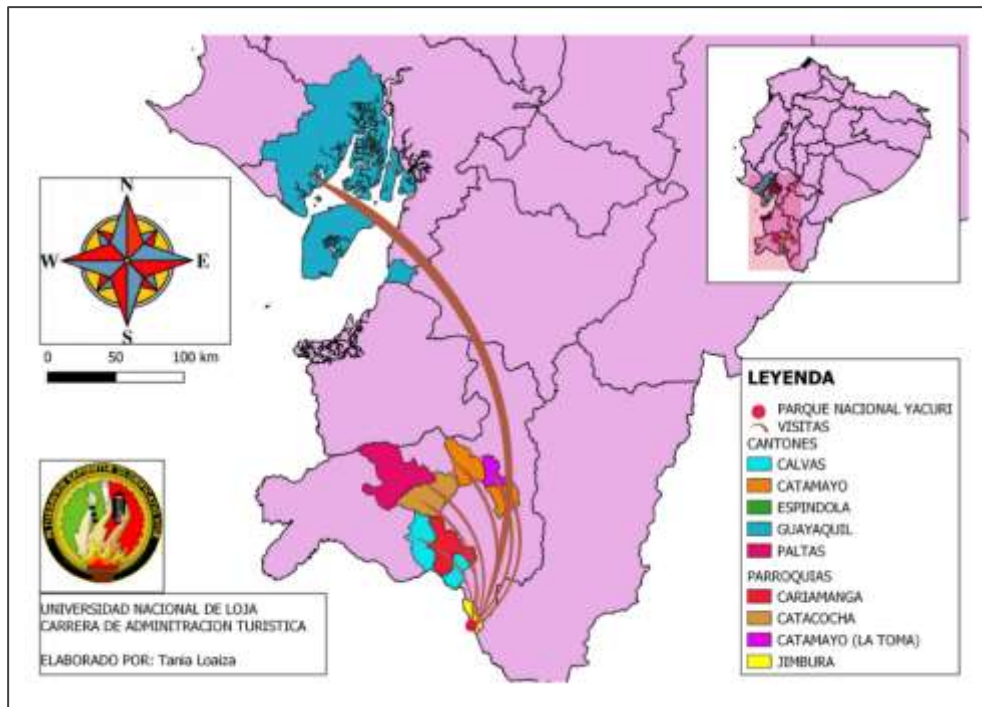 N
W
E
S
0 50 100 km
UNIVERSIDAD NACIONAL DE LOJA
CARRERA DE ADMINITRACION TURISTICA
ELABORADO POR: Tania Loaiza
LEYENDA
PARQUE NACIONAL YACURI
VISITAS
CANTONES
CALVAS
CATAMAYO
ESPINDOLA
GUAYAQUIL
PALTAS
PARROQUIAS
CARIAMANGA
CATACOCHA
CATAMAYO (LA TOMA)
JIMBURA